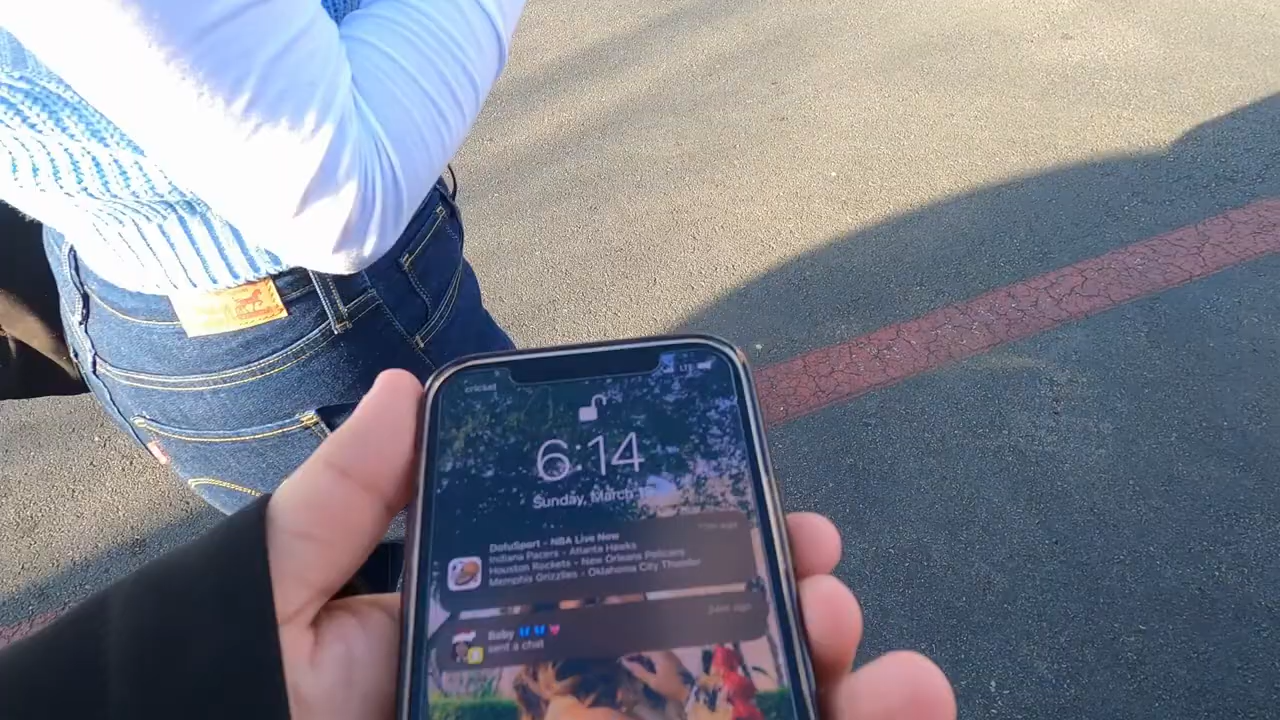 cricket
LTE
6:14
Sunday, March
DofuSport - NBA Live Now
Indiana Pacers - Atlanta Hawks
Houston Rockets - New Orleans Pelicans
Memphis Grizzlies - Oklahoma City Thunder
Baby
sent a chat